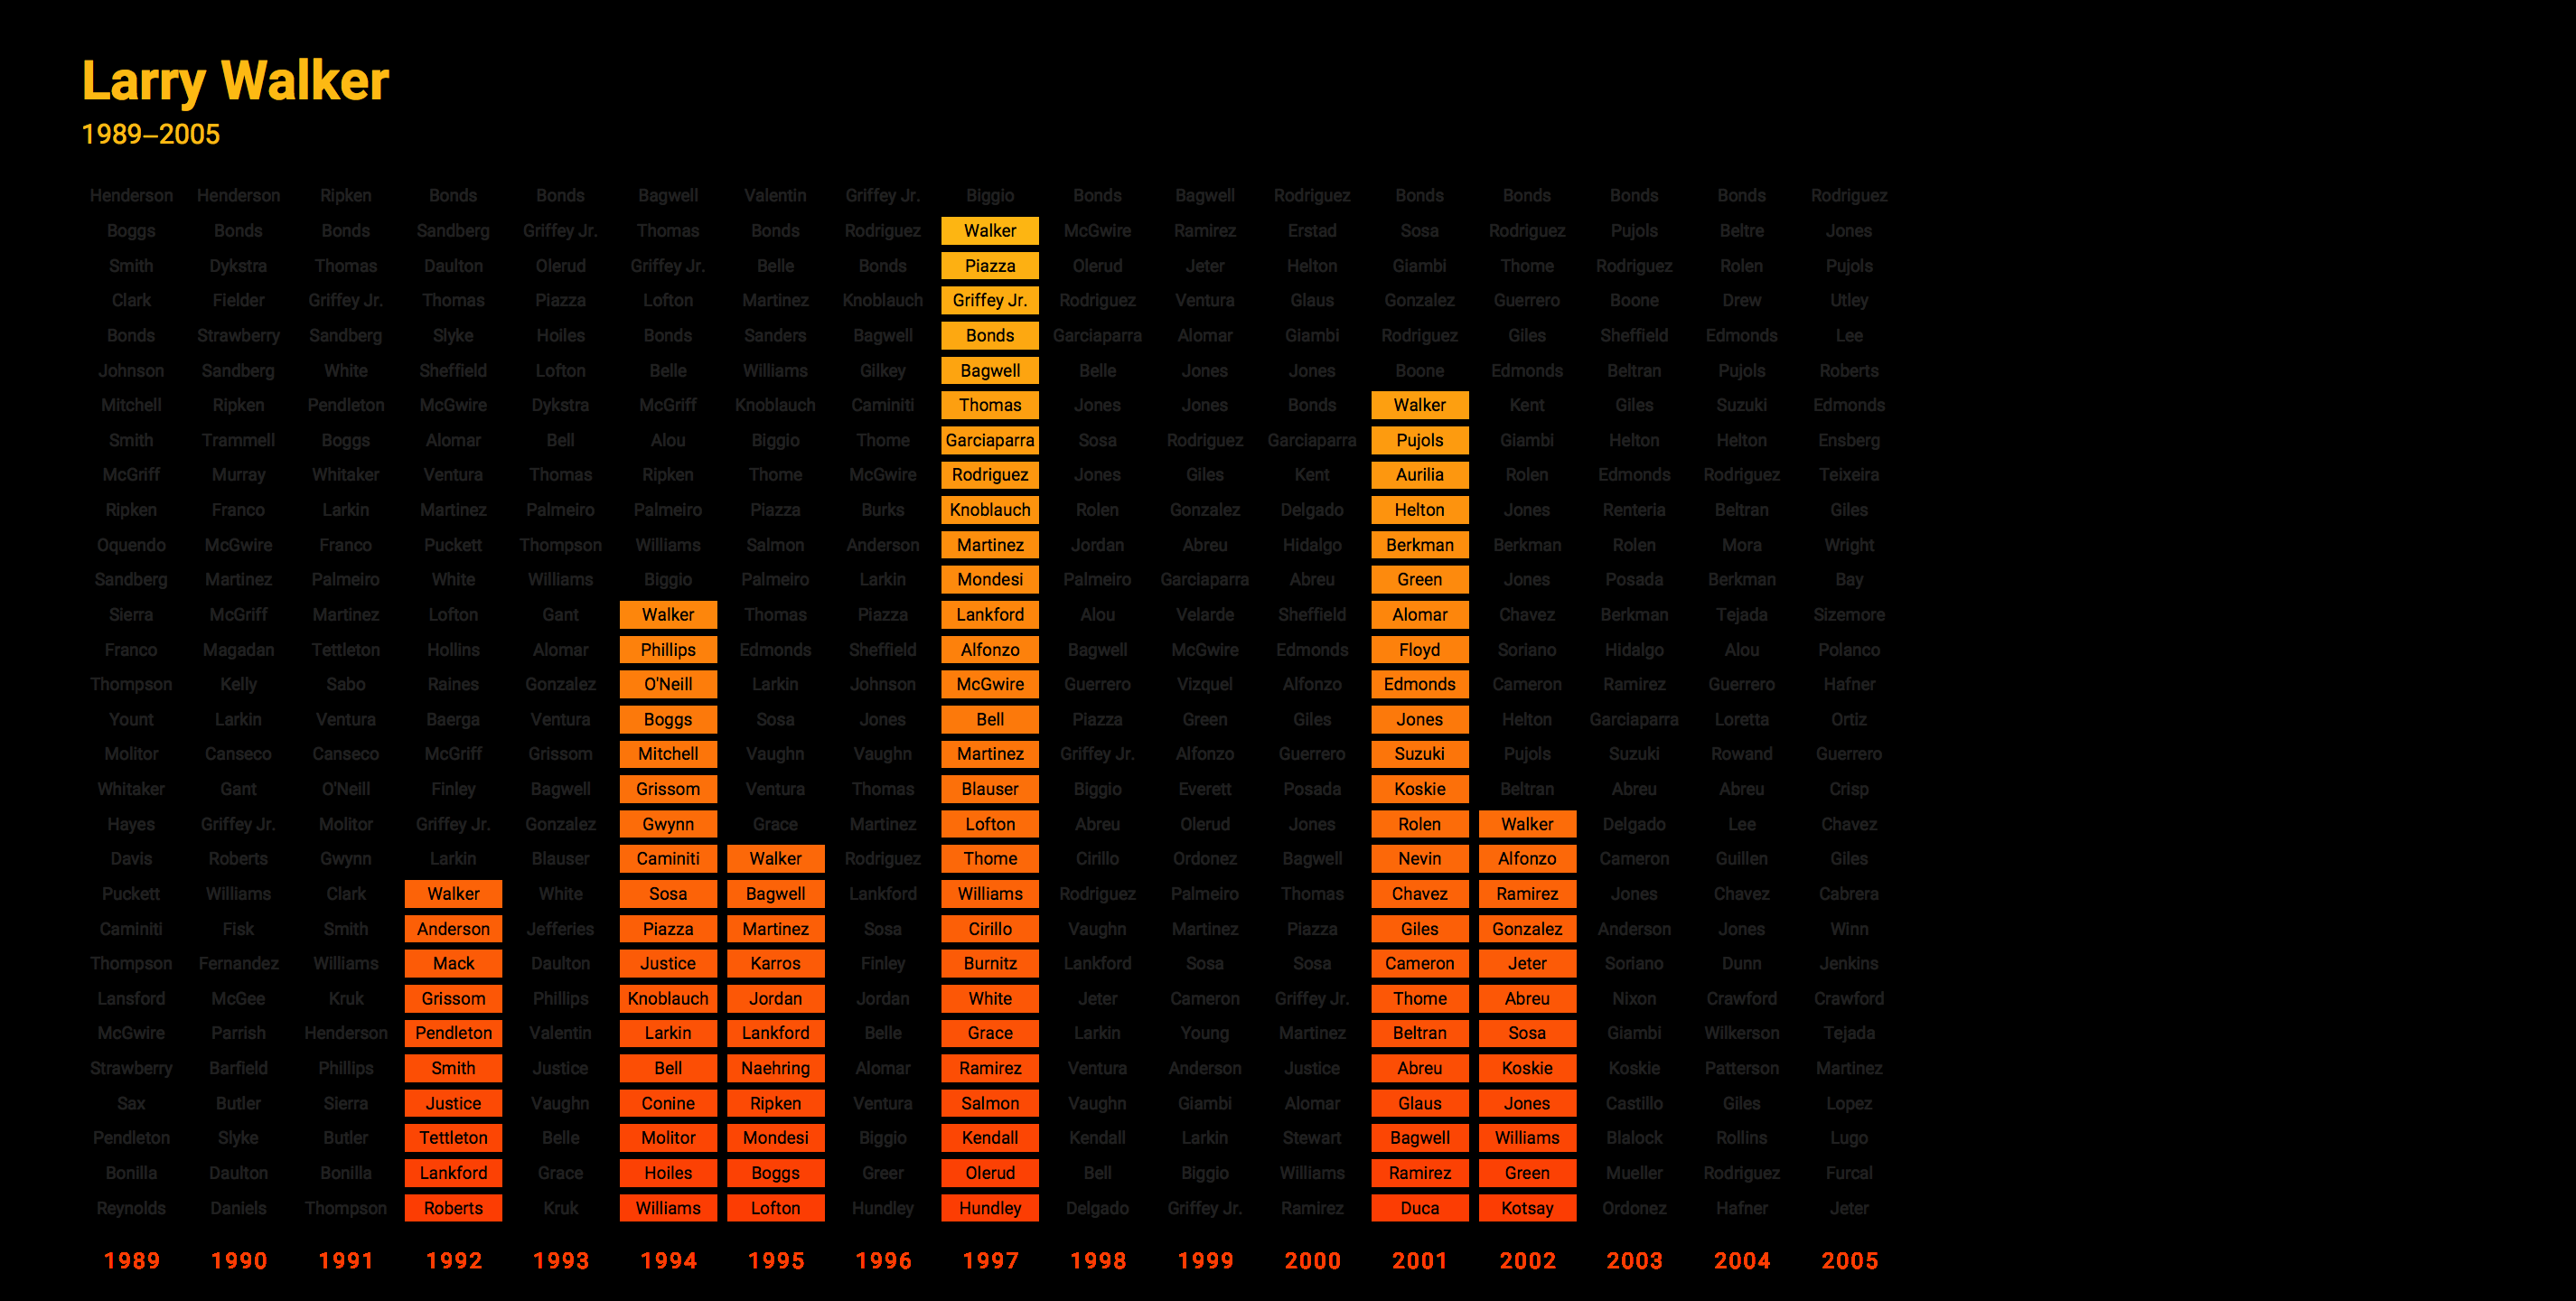 Larry Walker
1989–2005
Henderson Henderson Ripken Bonds Bonds Bagwell Valentin Griffey Jr. Biggio Bonds Bagwell Rodriguez Bonds Bonds Bonds Bonds Rodriguez
Boggs Bonds Bonds Sandberg Griffey Jr. Thomas Bonds Rodriguez Walker McGwire Ramirez Erstad Sosa Rodriguez Pujols Beltre Jones
Smith Dykstra Thomas Daulton Olerud Griffey Jr. Belle Bonds Piazza Olerud Jeter Helton Giambi Thome Rodriguez Rolen Pujols
Clark Fielder Griffey Jr. Thomas Piazza Lofton Martinez Knoblauch Griffey Jr. Rodriguez Ventura Glaus Gonzalez Guerrero Boone Drew Utley
Bonds Strawberry Sandberg Slyke Hoiles Bonds Sanders Bagwell Bonds Garciaparra Alomar Giambi Rodriguez Giles Sheffield Edmonds Lee
Johnson Sandberg White Sheffield Lofton Belle Williams Gilkey Bagwell Belle Jones Jones Boone Edmonds Beltran Pujols Roberts
Mitchell Ripken Pendleton McGwire Dykstra McGriff Knoblauch Caminiti Thomas Jones Jones Bonds Walker Kent Giles Suzuki Edmonds
Smith Trammell Boggs Alomar Bell Alou Biggio Thome Garciaparra Sosa Rodriguez Garciaparra Pujols Giambi Helton Helton Ensberg
McGriff Murray Whitaker Ventura Thomas Ripken Thome McGwire Rodriguez Jones Giles Kent Aurilia Rolen Edmonds Rodriguez Teixeira
Ripken Franco Larkin Martinez Palmeiro Palmeiro Piazza Burks Knoblauch Rolen Gonzalez Delgado Helton Jones Renteria Beltran Giles
Oquendo McGwire Franco Puckett Thompson Williams Salmon Anderson Martinez Jordan Abreu Hidalgo Berkman Berkman Rolen Mora Wright
Sandberg Martinez Palmeiro White Williams Biggio Palmeiro Larkin Mondesi Palmeiro Garciaparra Abreu Green Jones Posada Berkman Bay
Sierra McGriff Martinez Lofton Gant Walker Thomas Piazza Lankford Alou Velarde Sheffield Alomar Chavez Berkman Tejada Sizemore
Franco Magadan Tettleton Hollins Alomar Phillips Edmonds Sheffield Alfonzo Bagwell McGwire Edmonds Floyd Soriano Hidalgo Alou Polanco
Thompson Kelly Sabo Raines Gonzalez O'Neill Larkin Johnson McGwire Guerrero Vizquel Alfonzo Edmonds Cameron Ramirez Guerrero Hafner
Yount Larkin Ventura Baerga Ventura Boggs Sosa Jones Bell Piazza Green Giles Jones Helton Garciaparra Loretta Ortiz
Molitor Canseco Canseco McGriff Grissom Mitchell Vaughn Vaughn Martinez Griffey Jr. Alfonzo Guerrero Suzuki Pujols Suzuki Rowand Guerrero
Whitaker Gant O'Neill Finley Bagwell Grissom Ventura Thomas Blauser Biggio Everett Posada Koskie Beltran Abreu Abreu Crisp
Hayes Griffey Jr. Molitor Griffey Jr. Gonzalez Gwynn Grace Martinez Lofton Abreu Olerud Jones Rolen Walker Delgado Lee Chavez
Davis Roberts Gwynn Larkin Blauser Caminiti Walker Rodriguez Thome Cirillo Ordonez Bagwell Nevin Alfonzo Cameron Guillen Giles
Puckett Williams Clark Walker White Sosa Bagwell Lankford Williams Rodriguez Palmeiro Thomas Chavez Ramirez Jones Chavez Cabrera
Caminiti Fisk Smith Anderson Jefferies Piazza Martinez Sosa Cirillo Vaughn Martinez Piazza Giles Gonzalez Anderson Jones Winn
Thompson Fernandez Williams Mack Daulton Justice Karros Finley Burnitz Lankford Sosa Sosa Cameron Jeter Soriano Dunn Jenkins
Lansford McGee Kruk Grissom Phillips Knoblauch Jordan Jordan White Jeter Cameron Griffey Jr. Thome Abreu Nixon Crawford Crawford
McGwire Parrish Henderson Pendleton Valentin Larkin Lankford Belle Grace Larkin Young Martinez Beltran Sosa Giambi Wilkerson Tejada
Strawberry Barfield Phillips Smith Justice Bell Naehring Alomar Ramirez Ventura Anderson Justice Abreu Koskie Koskie Patterson Martinez
Sax Butler Sierra Justice Vaughn Conine Ripken Ventura Salmon Vaughn Giambi Alomar Glaus Jones Castillo Giles Lopez
Pendleton Slyke Butler Tettleton Belle Molitor Mondesi Biggio Kendall Kendall Larkin Stewart Bagwell Williams Blalock Rollins Lugo
Bonilla Daulton Bonilla Lankford Grace Hoiles Boggs Greer Olerud Bell Biggio Williams Ramirez Green Mueller Rodriguez Furcal
Reynolds Daniels Thompson Roberts Kruk Williams Lofton Hundley Hundley Delgado Griffey Jr. Ramirez Duca Kotsay Ordonez Hafner Jeter
1989 1990 1991 1992 1993 1994 1995 1996 1997 1998 1999 2000 2001 2002 2003 2004 2005